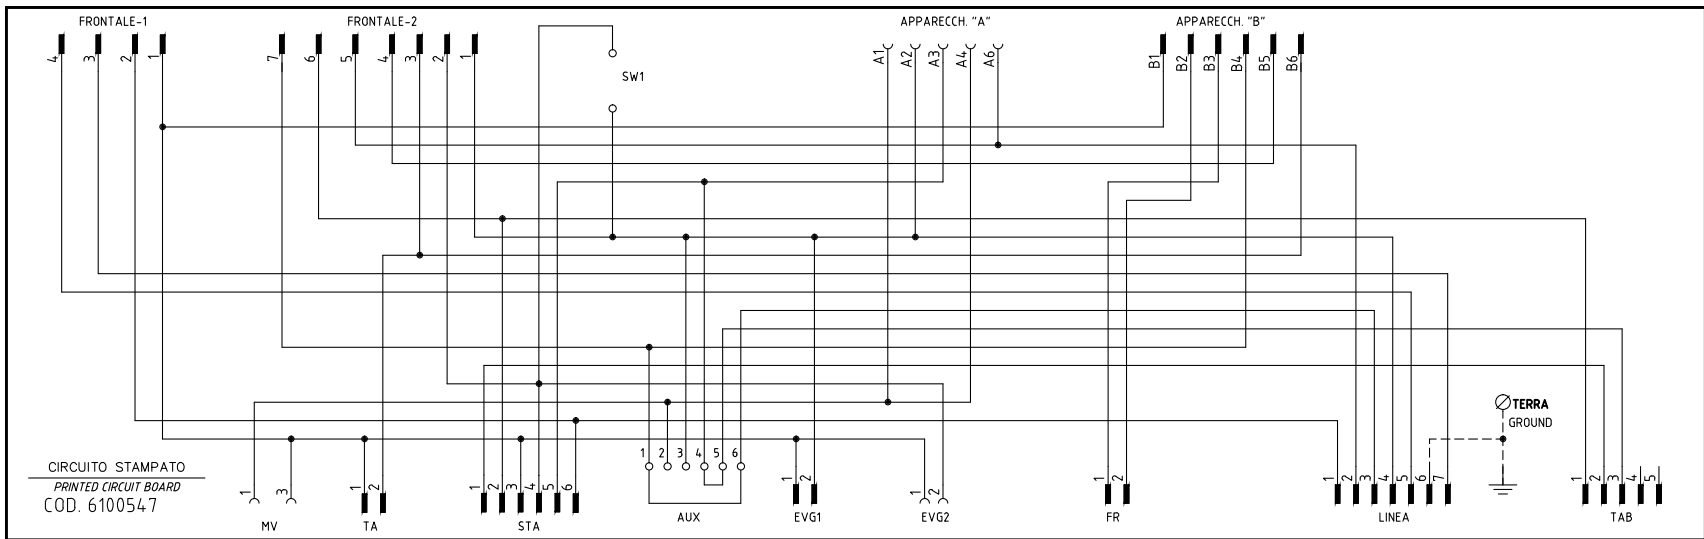 FRONTALE-1 FRONTALE-2 APPARECCH. "A" APPARECCH. "B"
4 3 2 1 7 6 5 4 3 2 1 A1 A2 A3 A4 A6 B1 B2 B3 B4 B5 B6
SW1
TERRA
GROUND
1 2 3 4 5 6
CIRCUITO STAMPATO
PRINTED CIRCUIT BOARD
COD. 6100547
1 3 1 2 1 2 3 4 5 6 1 2 1 2 1 2 1 2 3 4 5 6 7 1 2 3 4 5
MV TA STA AUX EVG1 EVG2 FR LINEA TAB